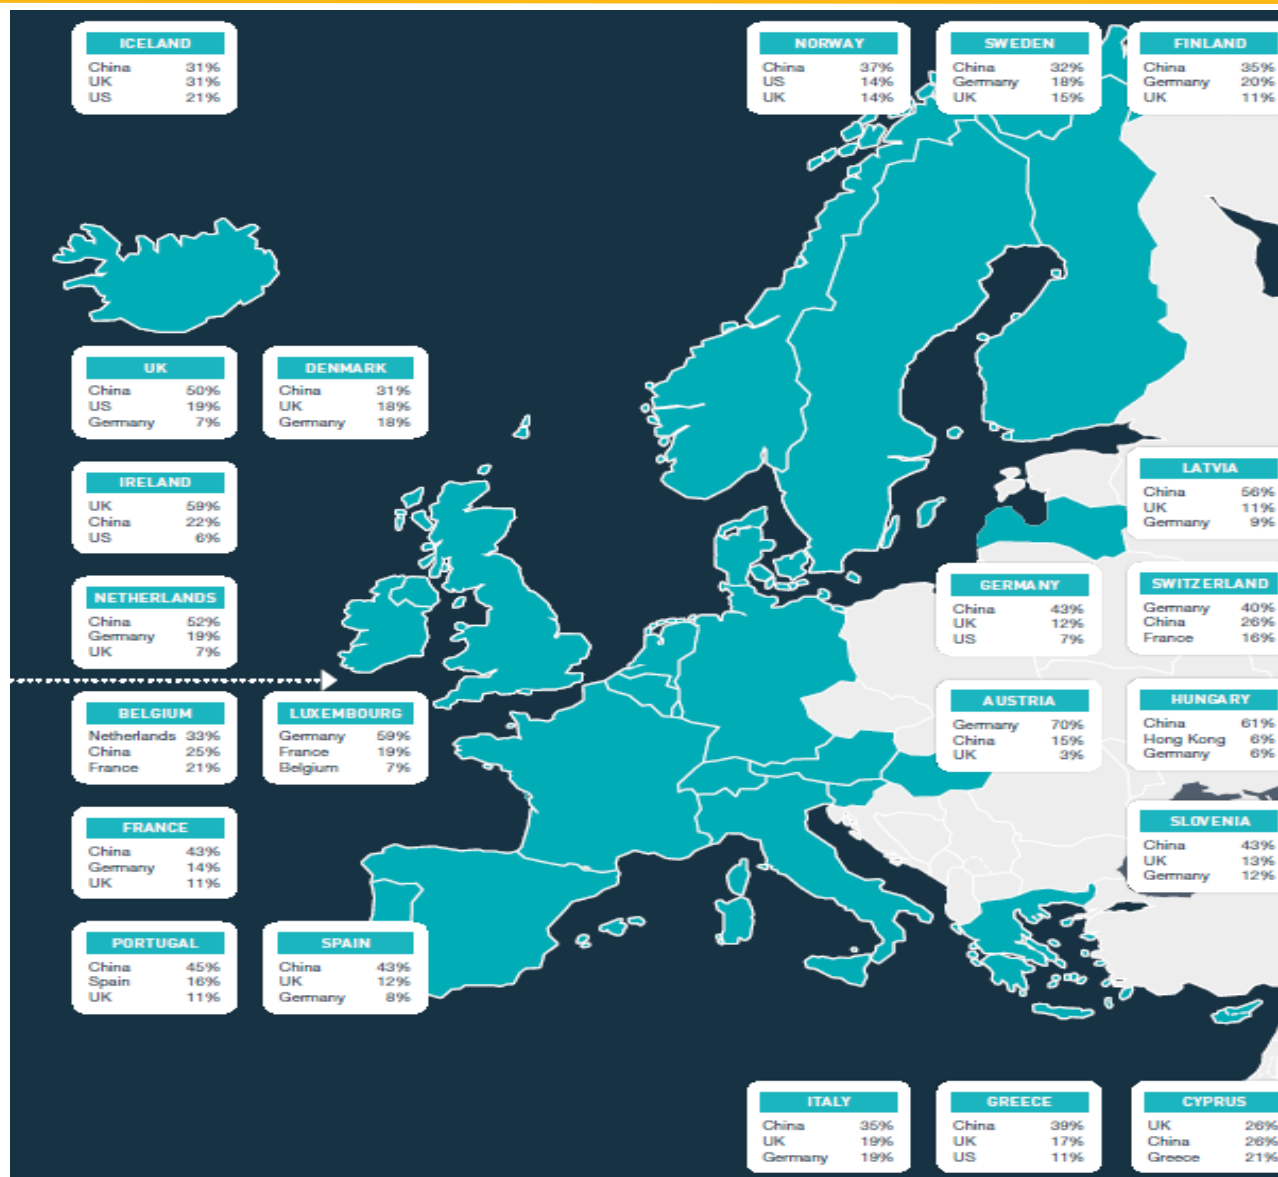 ICELAND
China 31%
UK 31%
US 21%
NORWAY
China 37%
US 14%
UK 14%
SWEDEN
China 32%
Germany 18%
UK 15%
FINLAND
China 35%
Germany 20%
UK 11%
UK
China 50%
US 19%
Germany 7%
DENMARK
China 31%
UK 18%
Germany 18%
IRELAND
UK 59%
China 22%
US 6%
LATVIA
China 56%
UK 11%
Germany 9%
NETHERLANDS
China 52%
Germany 19%
UK 7%
GERMANY
China 43%
UK 12%
US 7%
SWITZERLAND
Germany 40%
China 26%
France 16%
BELGIUM
Netherlands 33%
China 25%
France 21%
LUXEMBOURG
Germany 59%
France 19%
Belgium 7%
AUSTRIA
Germany 70%
China 15%
UK 3%
HUNGARY
China 61%
Hong Kong 6%
Germany 6%
FRANCE
China 43%
Germany 14%
UK 11%
SLOVENIA
China 43%
UK 13%
Germany 12%
PORTUGAL
China 45%
Spain 16%
UK 11%
SPAIN
China 43%
UK 12%
Germany 8%
ITALY
China 35%
UK 19%
Germany 19%
GREECE
China 39%
UK 17%
US 11%
CYPRUS
UK 26%
China 26%
Greece 21%